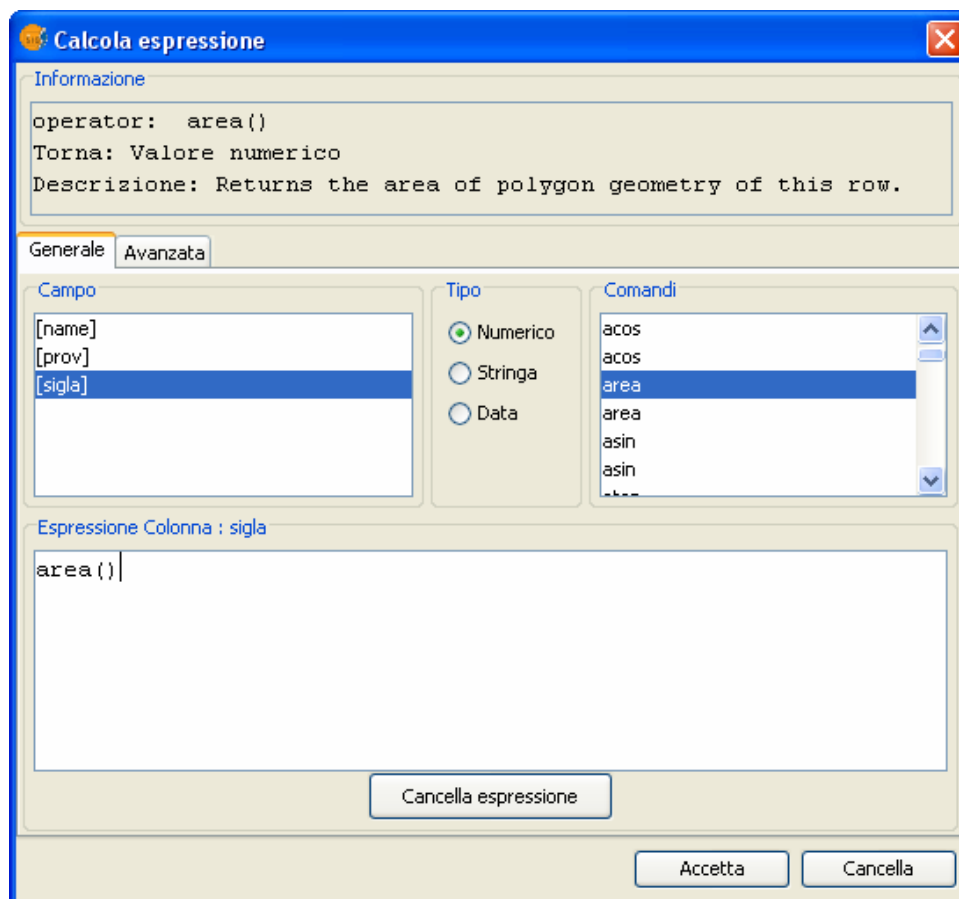 Calcola espressione
Informazione
operator:  area()
Torna: Valore numerico
Descrizione: Returns the area of polygon geometry of this row.
Generale Avanzata
Campo
[name]
[prov]
[sigla]
Tipo
Numerico
Stringa
Data
Comandi
acos
acos
area
area
asin
asin
Espressione Colonna : sigla
area()
Cancella espressione
Accetta Cancella